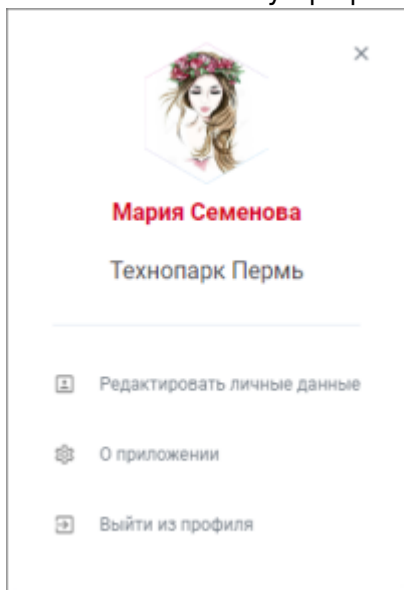 Мария Семенова
Технопарк Пермь
Редактировать личные данные
О приложении
Выйти из профиля